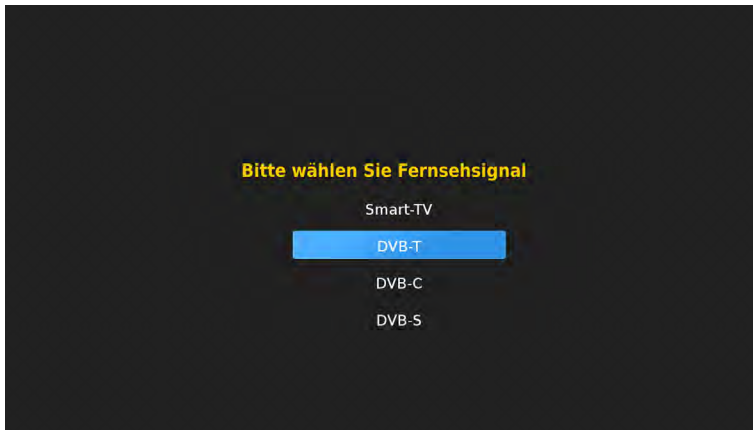 Bitte wählen Sie Fernsehsignal
Smart-TV
DVB-T
DVB-C
DVB-S